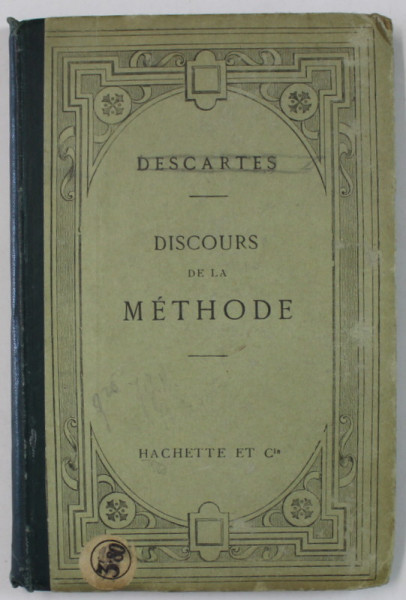 DESCARTES
DISCOURS
DE LA
MÉTHODE
HACHETTE ET Cie